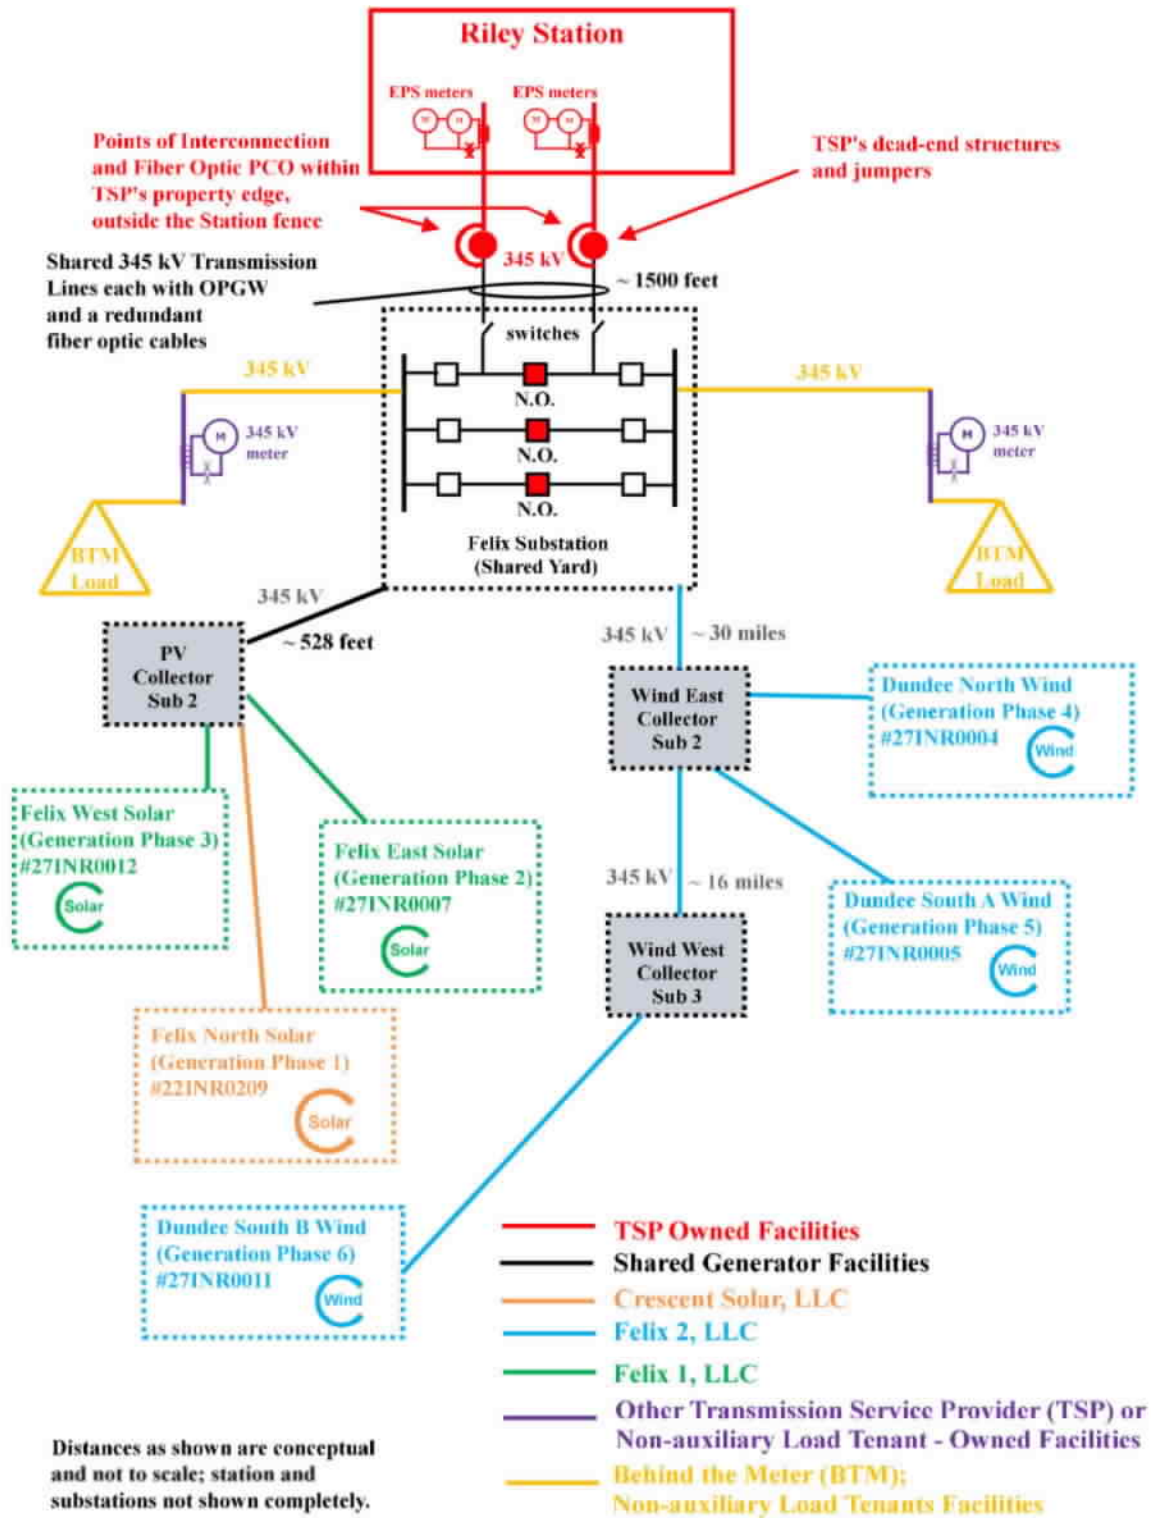 Riley Station
EPS meters
EPS meters
M
M
M
M
Points of Interconnection
and Fiber Optic PCO within
TSP's property edge,
outside the Station fence
TSP's dead-end structures
and jumpers
345 kV
Shared 345 kV Transmission
Lines each with OPGW
and a redundant
fiber optic cables
~ 1500 feet
switches
345 kV
345 kV
N.O.
N.O.
N.O.
M
345 kV
meter
M
345 kV
meter
BTM
Load
BTM
Load
Felix Substation
(Shared Yard)
345 kV
~ 528 feet
345 kV
~ 30 miles
PV
Collector
Sub 2
Wind East
Collector
Sub 2
Dundee North Wind
(Generation Phase 4)
#27INR0004
Wind
Felix West Solar
(Generation Phase 3)
#27INR0012
Solar
Felix East Solar
(Generation Phase 2)
#27INR0007
Solar
345 kV
~ 16 miles
Dundee South A Wind
(Generation Phase 5)
#27INR0005
Wind
Wind West
Collector
Sub 3
Felix North Solar
(Generation Phase 1)
#22INR0209
Solar
Dundee South B Wind
(Generation Phase 6)
#27INR0011
Wind
TSP Owned Facilities
Shared Generator Facilities
Crescent Solar, LLC
Felix 2, LLC
Felix 1, LLC
Other Transmission Service Provider (TSP) or
Non-auxiliary Load Tenant - Owned Facilities
Behind the Meter (BTM);
Non-auxiliary Load Tenants Facilities
Distances as shown are conceptual
and not to scale; station and
substations not shown completely.